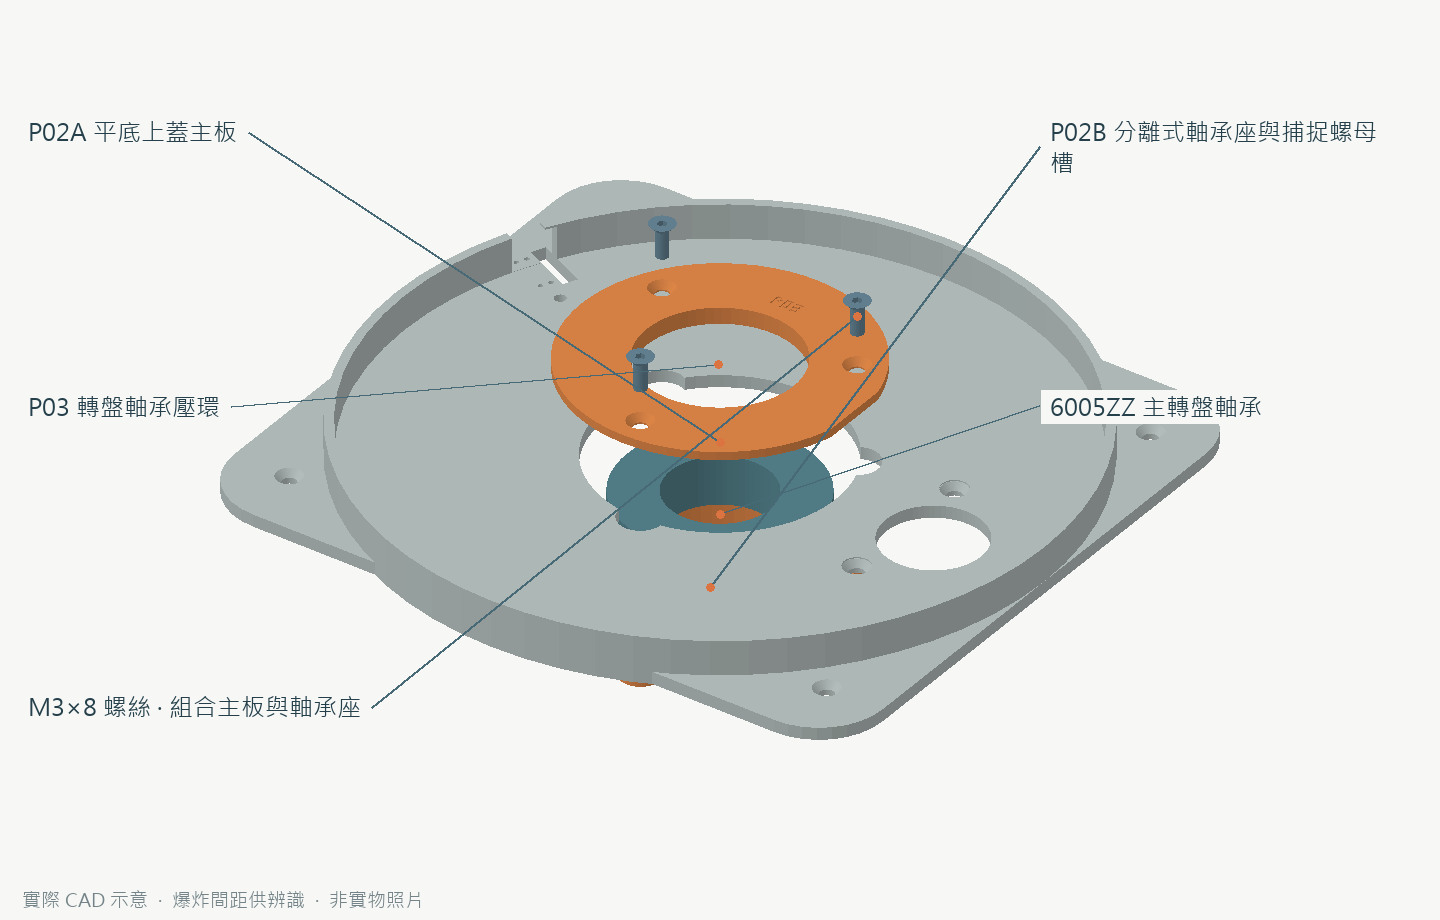 P02A 平底上蓋主板
P02B 分離式軸承座與捕捉螺母
槽
P03 轉盤軸承壓環
6005ZZ 主轉盤軸承
M3×8 螺絲 · 組合主板與軸承座
實際 CAD 示意 · 爆炸間距供辨識 · 非實物照片